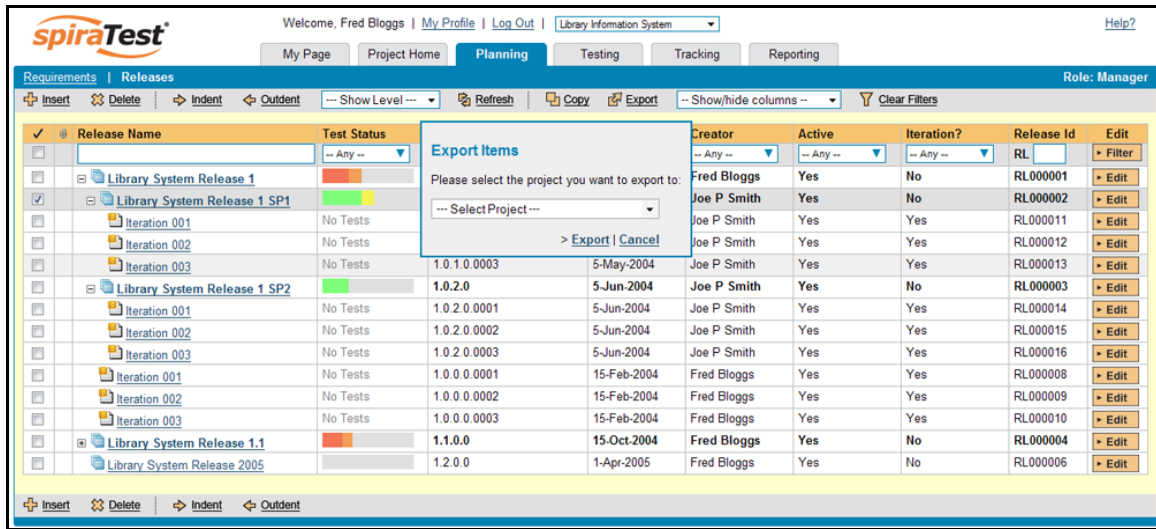 spiraTest®
Welcome, Fred Bloggs | My Profile | Log Out | Library Information System Help?
My Page Project Home Planning Testing Tracking Reporting
Requirements | Releases Role: Manager
Insert Delete Indent Outdent -- Show Level -- Refresh Copy Export -- Show/hide columns -- Clear Filters
Release Name Test Status Creator Active Iteration? Release Id Edit
-- Any -- -- Any -- -- Any -- -- Any -- RL ► Filter
Export Items
Please select the project you want to export to:
--- Select Project ---
> Export | Cancel
Library System Release 1 Fred Bloggs Yes No RL000001 ► Edit
Library System Release 1 SP1 Joe P Smith Yes No RL000002 ► Edit
Iteration 001 No Tests Joe P Smith Yes Yes RL000011 ► Edit
Iteration 002 No Tests Joe P Smith Yes Yes RL000012 ► Edit
Iteration 003 No Tests 1.0.1.0.0003 5-May-2004 Joe P Smith Yes Yes RL000013 ► Edit
Library System Release 1 SP2 1.0.2.0 5-Jun-2004 Joe P Smith Yes No RL000003 ► Edit
Iteration 001 No Tests 1.0.2.0.0001 5-Jun-2004 Joe P Smith Yes Yes RL000014 ► Edit
Iteration 002 No Tests 1.0.2.0.0002 5-Jun-2004 Joe P Smith Yes Yes RL000015 ► Edit
Iteration 003 No Tests 1.0.2.0.0003 5-Jun-2004 Joe P Smith Yes Yes RL000016 ► Edit
Iteration 001 No Tests 1.0.0.0.0001 15-Feb-2004 Fred Bloggs Yes Yes RL000008 ► Edit
Iteration 002 No Tests 1.0.0.0.0002 15-Feb-2004 Fred Bloggs Yes Yes RL000009 ► Edit
Iteration 003 No Tests 1.0.0.0.0003 15-Feb-2004 Fred Bloggs Yes Yes RL000010 ► Edit
Library System Release 1.1 1.1.0.0 15-Oct-2004 Fred Bloggs Yes No RL000004 ► Edit
Library System Release 2005 1.2.0.0 1-Apr-2005 Fred Bloggs Yes No RL000006 ► Edit
Insert Delete Indent Outdent